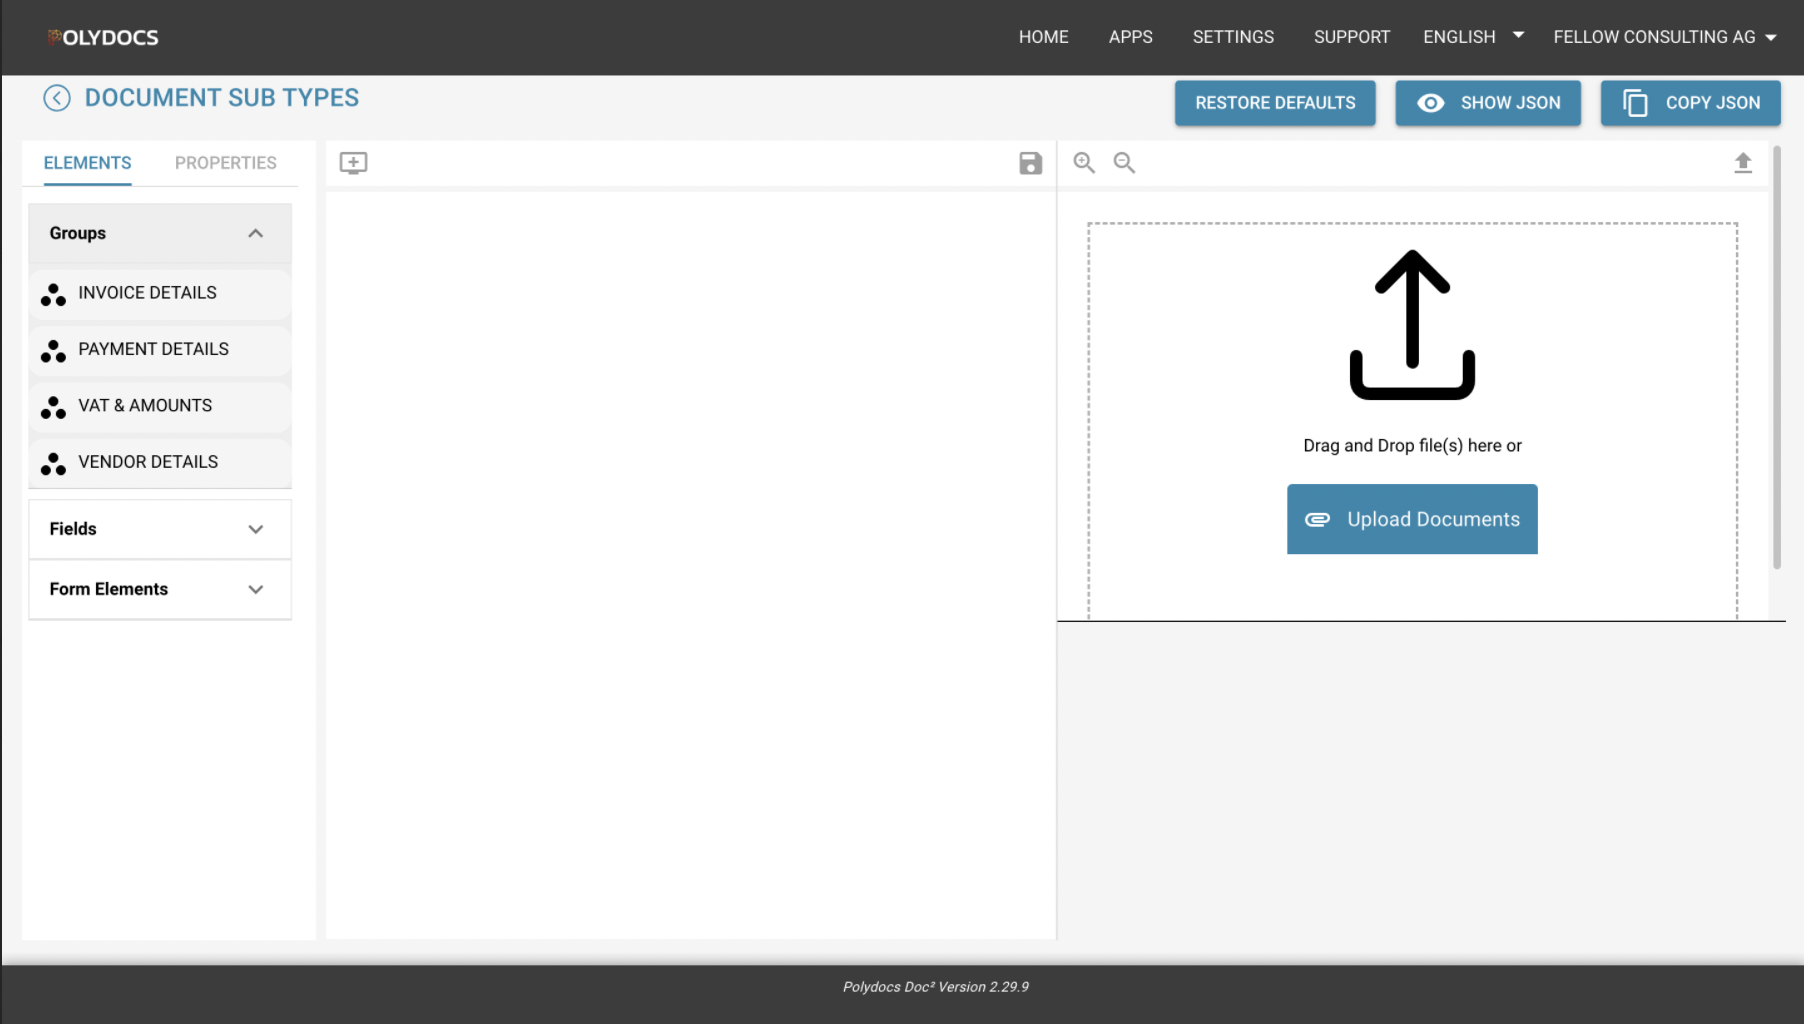 POLYDOCS
HOME APPS SETTINGS SUPPORT ENGLISH FELLOW CONSULTING AG
DOCUMENT SUB TYPES
RESTORE DEFAULTS SHOW JSON COPY JSON
ELEMENTS PROPERTIES
Groups
INVOICE DETAILS
PAYMENT DETAILS
VAT & AMOUNTS
VENDOR DETAILS
Fields
Form Elements
Drag and Drop file(s) here or
Upload Documents
Polydocs Doc² Version 2.29.9